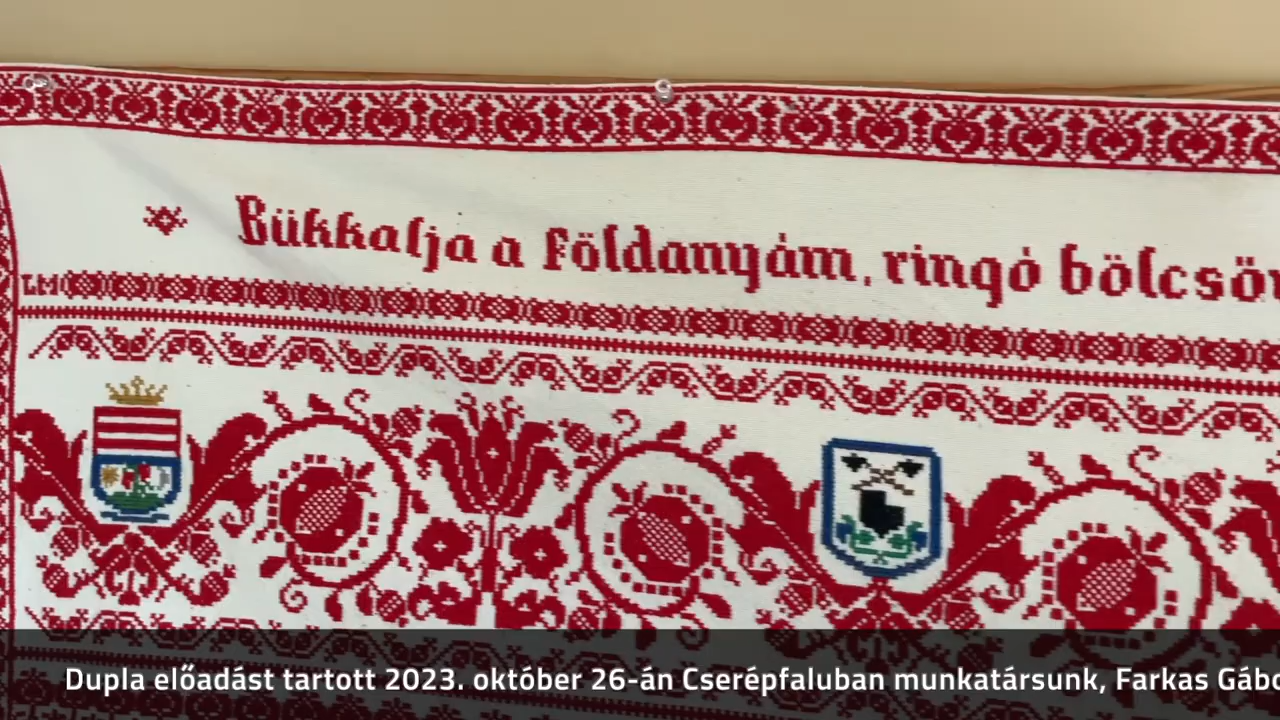 Bükkalja a Földanyám, ringó bölcsőm
T.M
Dupla előadást tartott 2023. október 26-án Cserépfaluban munkatársunk, Farkas Gábo